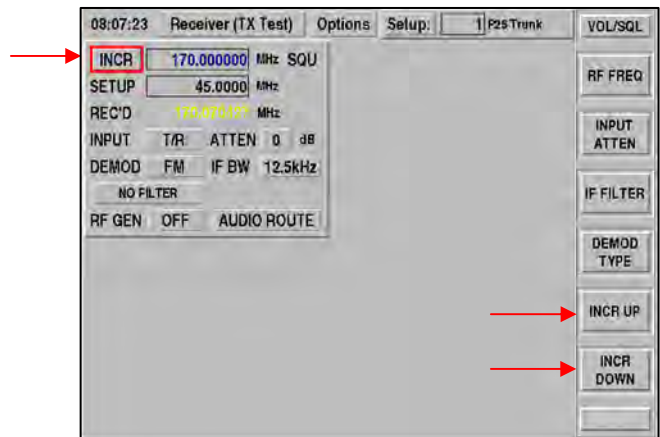 08:07:23 Receiver (TX Test) Options Setup: 1 P25 Trunk
INCR 170.000000 MHz SQU
SETUP 45.0000 MHz
REC'D MHz
INPUT T/R ATTEN 0 dB
DEMOD FM IF BW 12.5kHz
NO FILTER
RF GEN OFF AUDIO ROUTE
VOL/SQL
RF FREQ
INPUT
ATTEN
IF FILTER
DEMOD
TYPE
INCR UP
INCR
DOWN